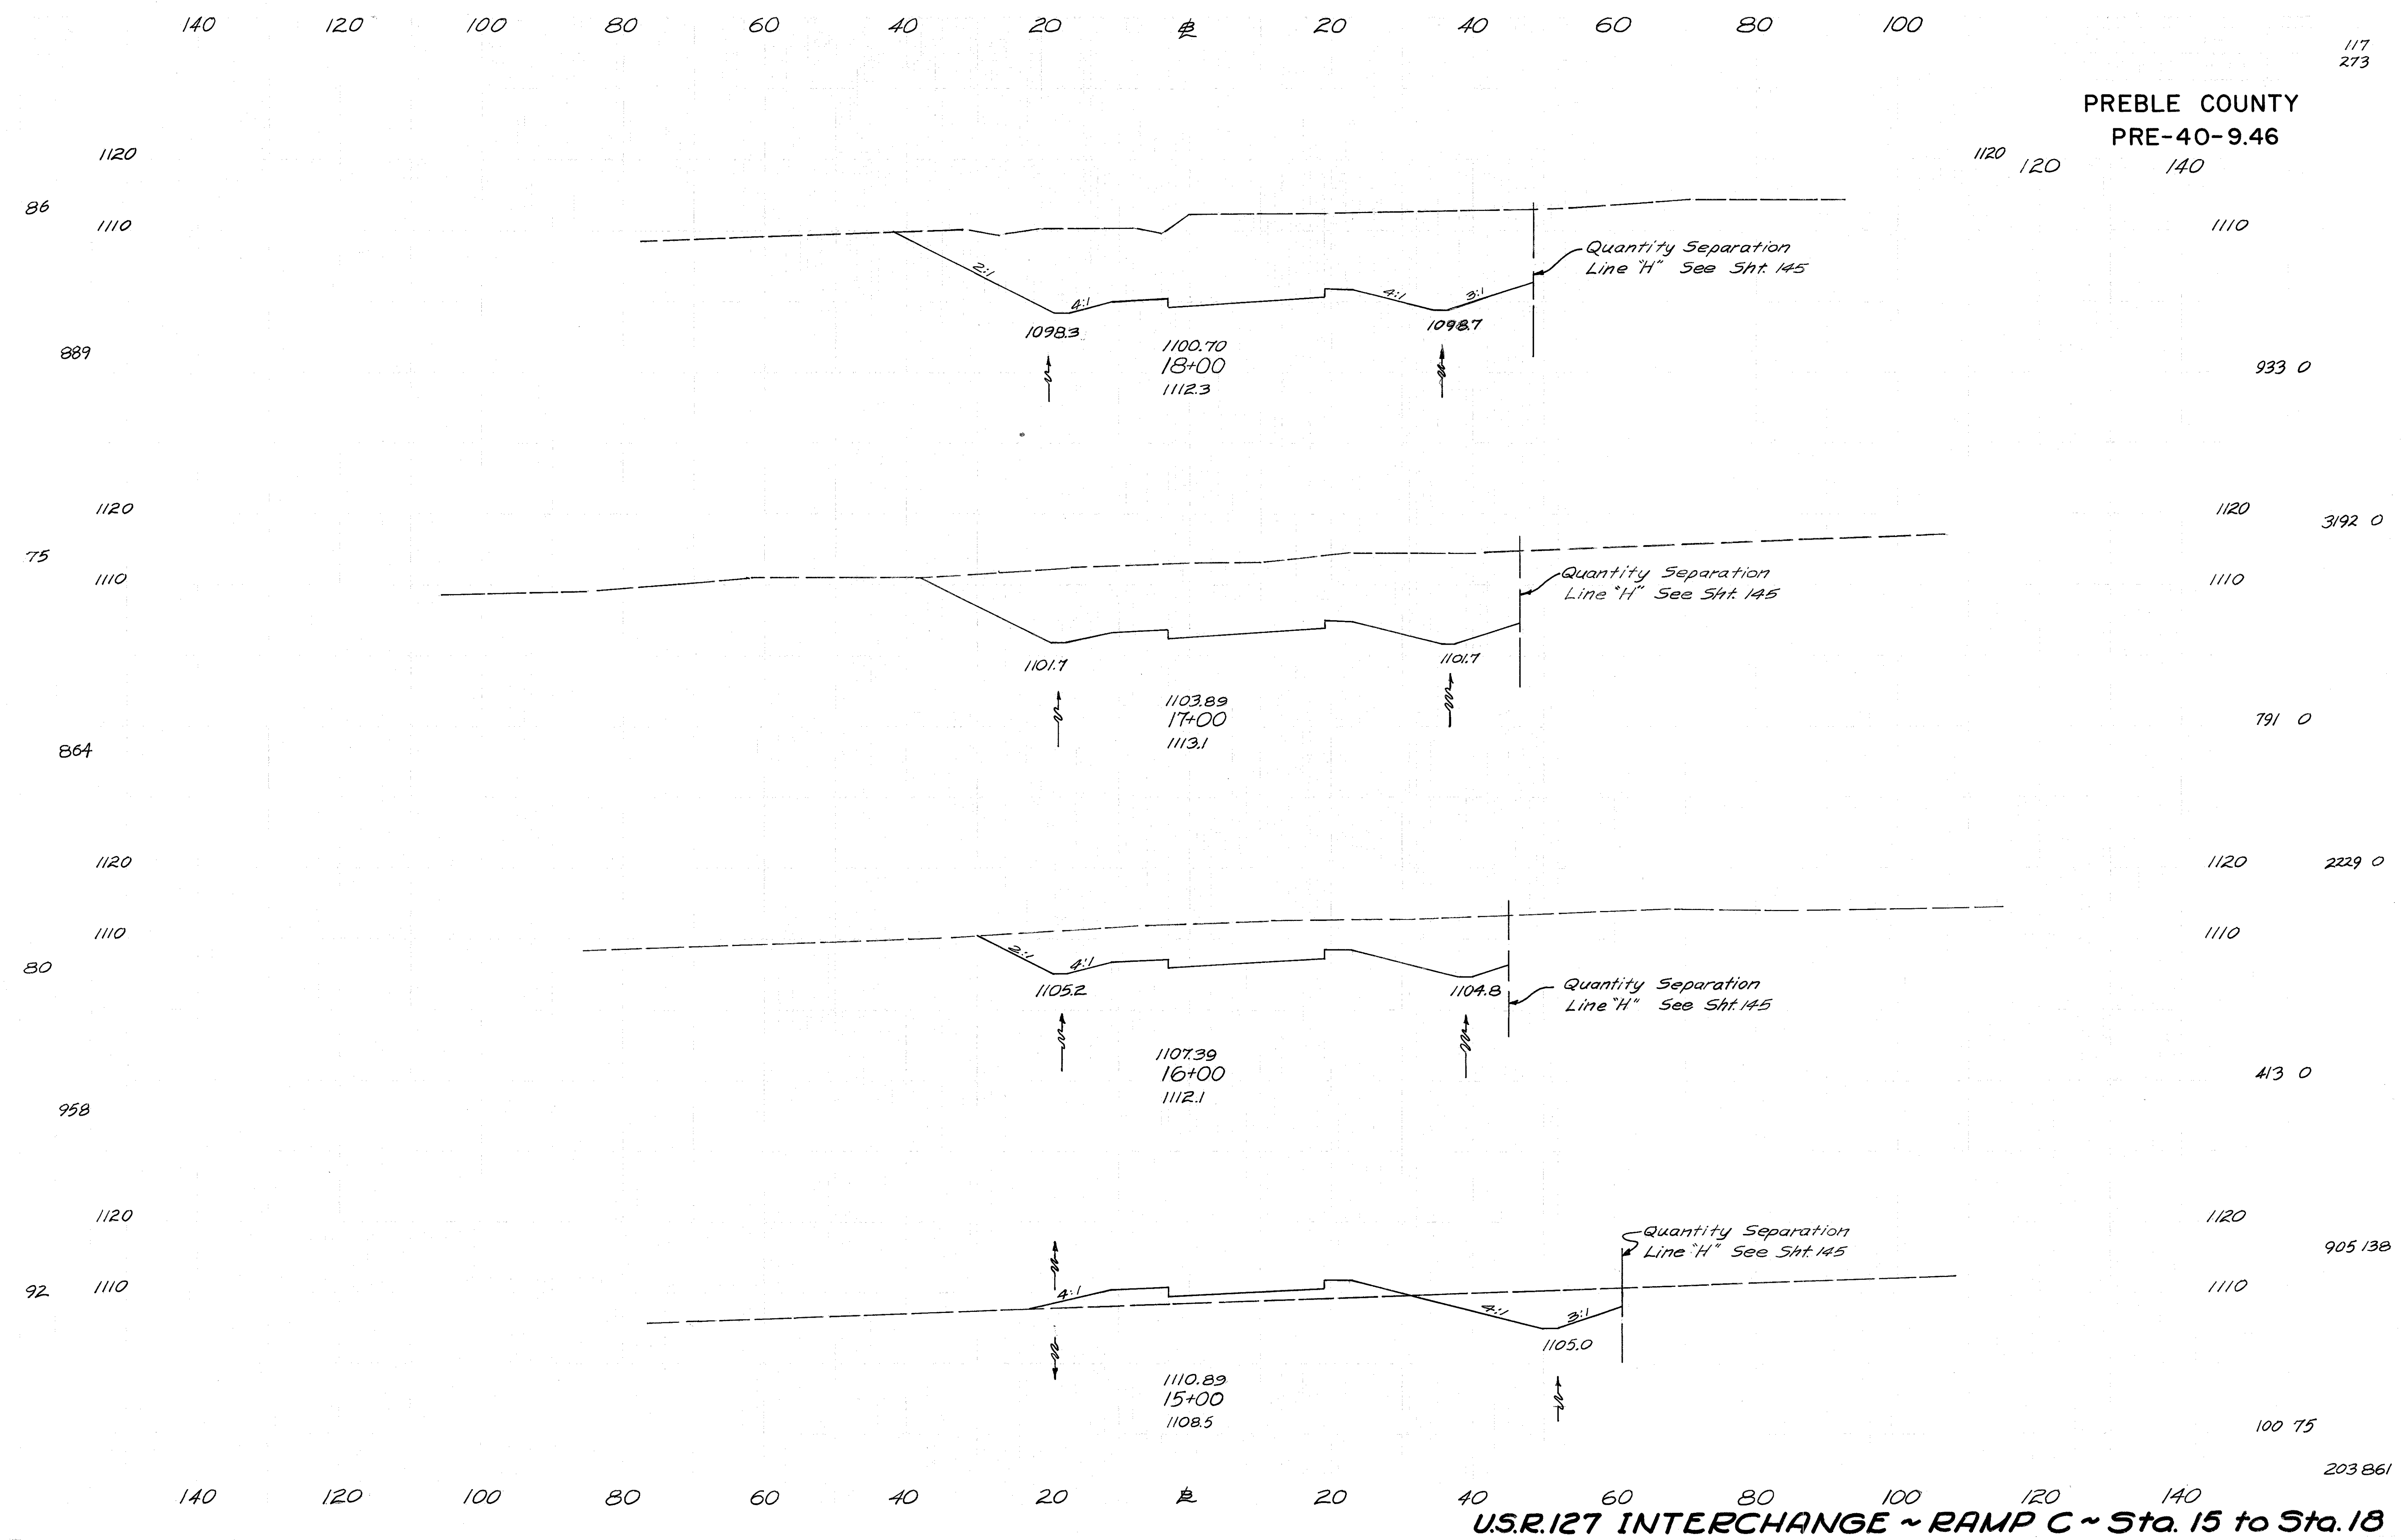 140 120 100 80 60 40 20 ℄ 20 40 60 80 100
117
273
PREBLE COUNTY
PRE-40-9.46
1120 1120 120 140
86
1110 1110
Quantity Separation
Line "H" See Sht. 145
2:1 4:1 4:1 3:1
1098.3 1098.7
1100.70
889 18+00 933 0
1112.3
1120 1120 3192 0
75
1110 1110
Quantity Separation
Line "H" See Sht. 145
1101.7 1101.7
1103.89
17+00 791 0
1113.1
864
1120 1120 2229 0
1110 1110
2:1 4:1
80
1105.2 1104.8
Quantity Separation
Line "H" See Sht. 145
1107.39
16+00 413 0
1112.1
958
1120 1120
Quantity Separation
Line "H" See Sht. 145
905 138
92 1110 1110
4:1 4:1 3:1
1105.0
1110.89
15+00
1108.5
100 75
203 861
140 120 100 80 60 40 20 ℄ 20 40 60 80 100 120 140
U.S.R.127 INTERCHANGE ~ RAMP C ~ Sta. 15 to Sta. 18